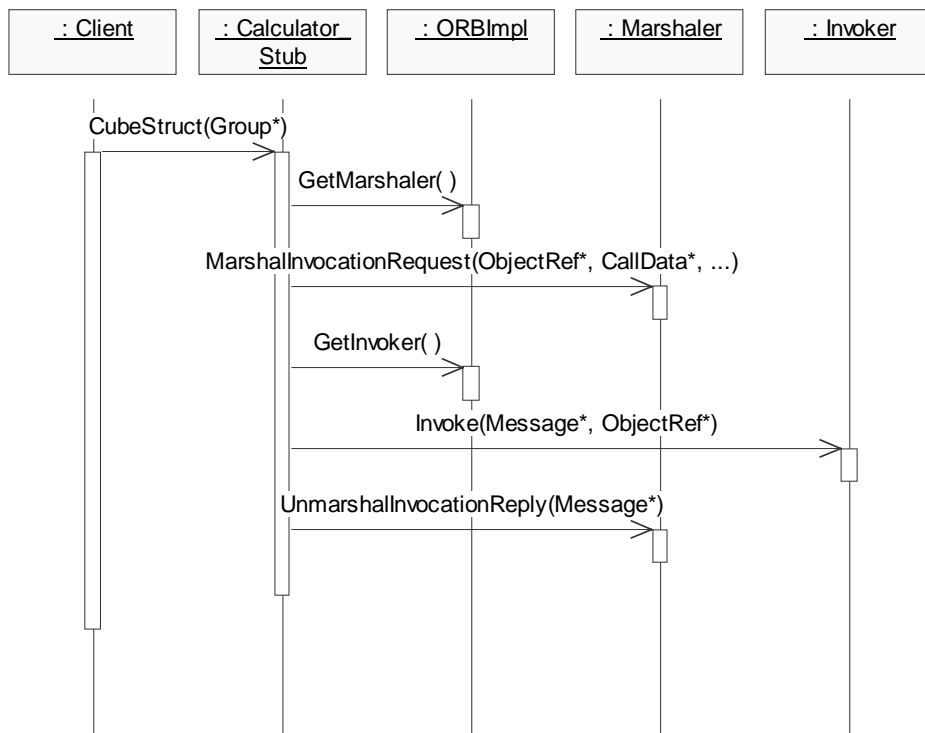 : Client
: Calculator_
Stub
: ORBImpl
: Marshaler
: Invoker
CubeStruct(Group*)
GetMarshaler( )
MarshalInvocationRequest(ObjectRef*, CallData*, ...)
GetInvoker( )
Invoke(Message*, ObjectRef*)
UnmarshalInvocationReply(Message*)